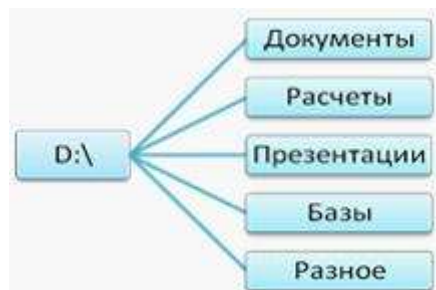 D:\
Документы
Расчеты
Презентации
Базы
Разное